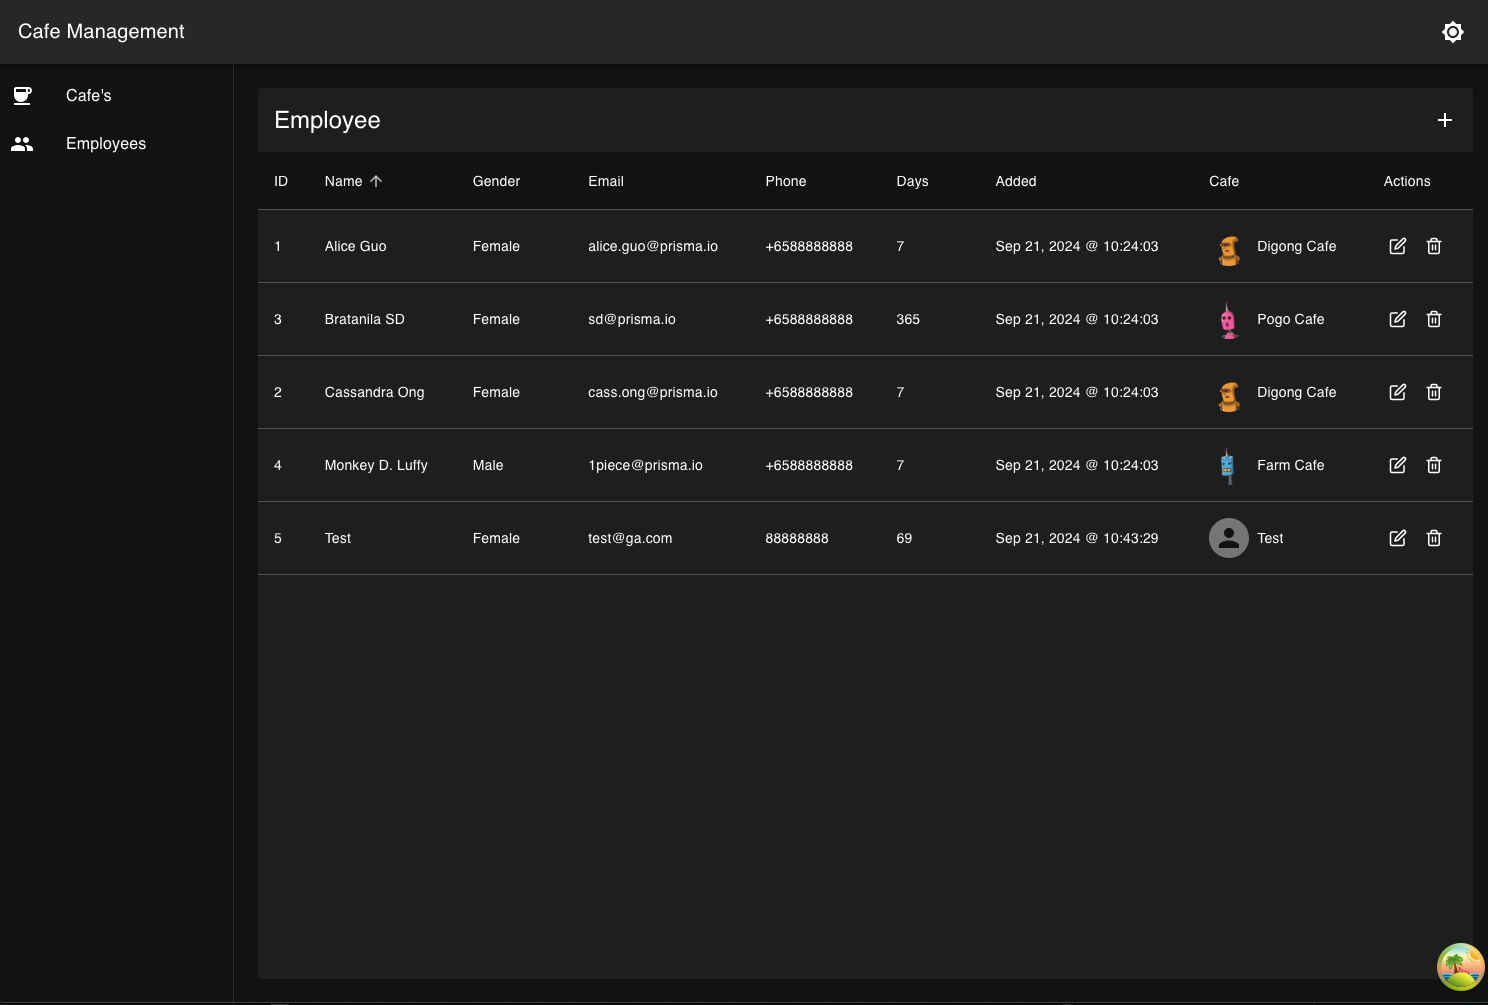 Cafe Management
Cafe's
Employees
Employee
ID Name Gender Email Phone Days Added Cafe Actions
1 Alice Guo Female alice.guo@prisma.io +6588888888 7 Sep 21, 2024 @ 10:24:03 Digong Cafe
3 Bratanila SD Female sd@prisma.io +6588888888 365 Sep 21, 2024 @ 10:24:03 Pogo Cafe
2 Cassandra Ong Female cass.ong@prisma.io +6588888888 7 Sep 21, 2024 @ 10:24:03 Digong Cafe
4 Monkey D. Luffy Male 1piece@prisma.io +6588888888 7 Sep 21, 2024 @ 10:24:03 Farm Cafe
5 Test Female test@ga.com 88888888 69 Sep 21, 2024 @ 10:43:29 Test